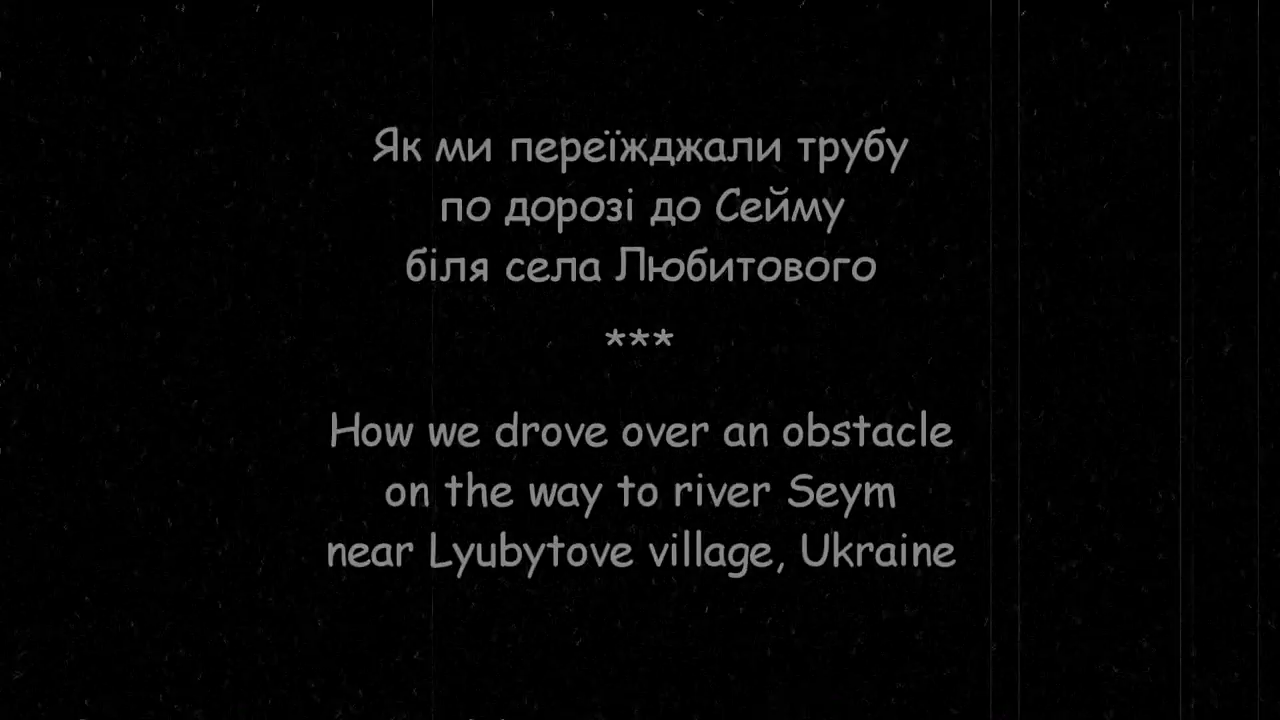 Як ми переїжджали трубу
по дорозі до Сейму
біля села Любитового
***
How we drove over an obstacle
on the way to river Seym
near Lyubytove village, Ukraine